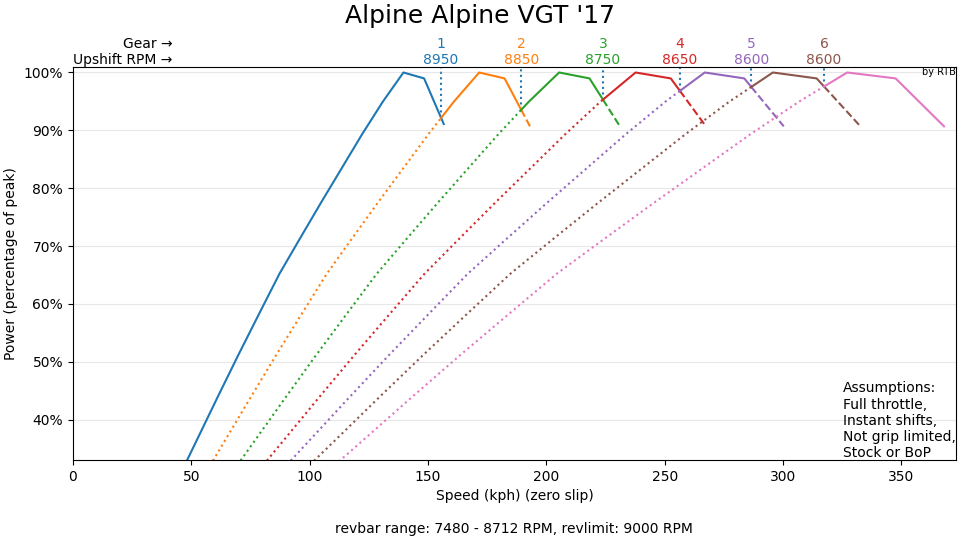 Alpine Alpine VGT '17
Gear → 1 2 3 4 5 6
Upshift RPM → 8950 8850 8750 8650 8600 8600
by RTB
100%
90%
80%
70%
60%
50%
40%
Power (percentage of peak)
Assumptions:
Full throttle,
Instant shifts,
Not grip limited,
Stock or BoP
0 50 100 150 200 250 300 350
Speed (kph) (zero slip)
revbar range: 7480 - 8712 RPM, revlimit: 9000 RPM